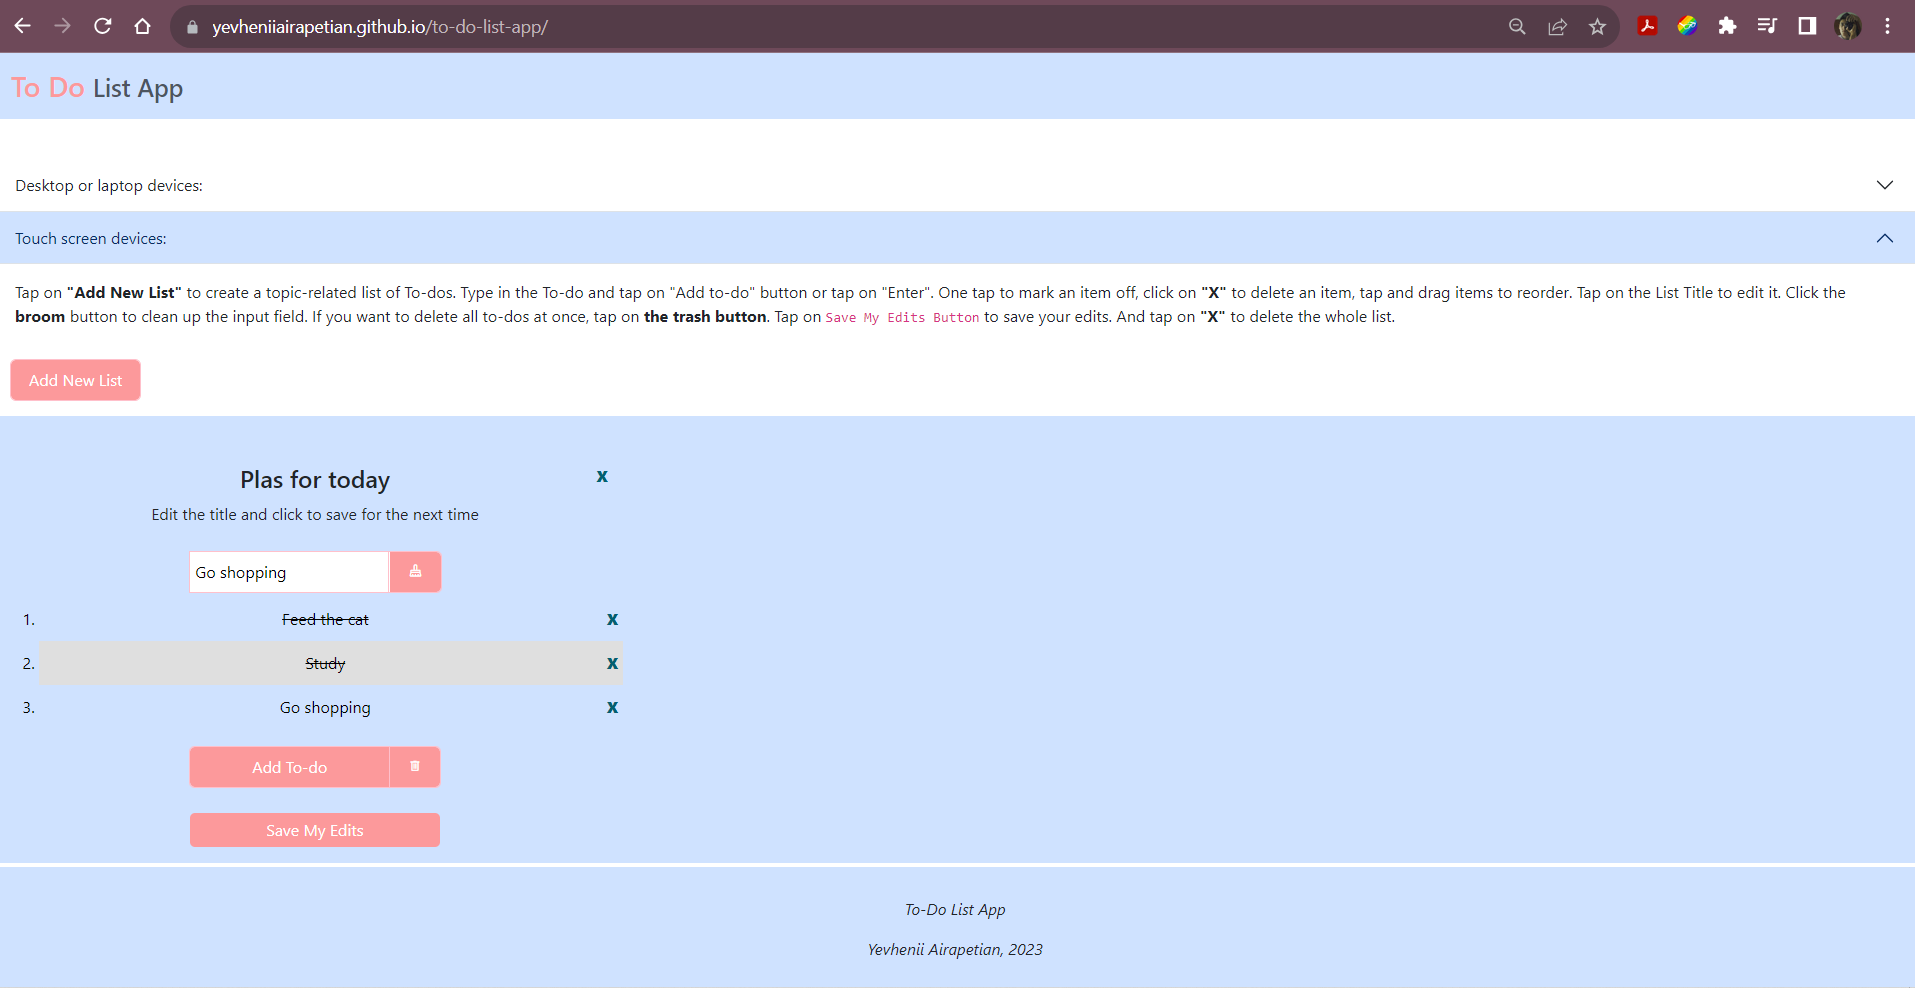 yevheniiairapetian.github.io/to-do-list-app/
To Do List App
Desktop or laptop devices:
Touch screen devices:
Tap on "Add New List" to create a topic-related list of To-dos. Type in the To-do and tap on "Add to-do" button or tap on "Enter". One tap to mark an item off, click on "X" to delete an item, tap and drag items to reorder. Tap on the List Title to edit it. Click the
broom button to clean up the input field. If you want to delete all to-dos at once, tap on the trash button. Tap on Save My Edits Button to save your edits. And tap on "X" to delete the whole list.
Add New List
Plas for today X
Edit the title and click to save for the next time
Go shopping
1. Feed the cat X
2. Study X
3. Go shopping X
Add To-do
Save My Edits
To-Do List App
Yevhenii Airapetian, 2023